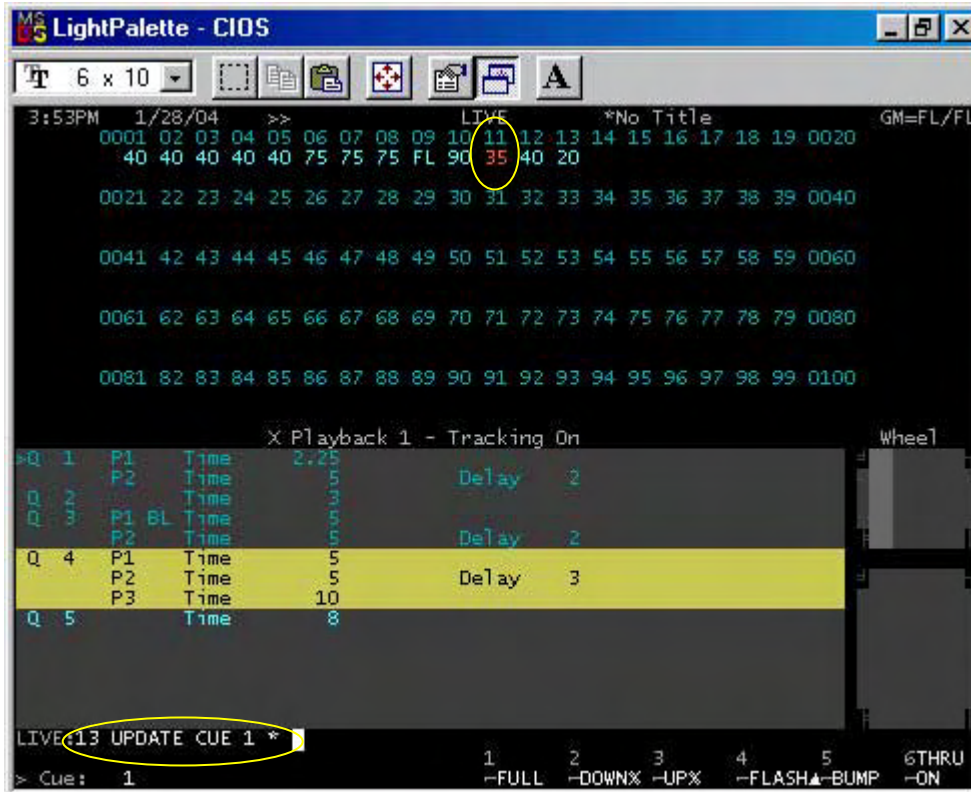 LightPalette - CIOS
6 x 10
A
3:53PM 1/28/04 >> LIVE *No Title GM=FL/FL
0001 02 03 04 05 06 07 08 09 10 11 12 13 14 15 16 17 18 19 0020
40 40 40 40 40 75 75 75 FL 90 35 40 20
0021 22 23 24 25 26 27 28 29 30 31 32 33 34 35 36 37 38 39 0040
0041 42 43 44 45 46 47 48 49 50 51 52 53 54 55 56 57 58 59 0060
0061 62 63 64 65 66 67 68 69 70 71 72 73 74 75 76 77 78 79 0080
0081 82 83 84 85 86 87 88 89 90 91 92 93 94 95 96 97 98 99 0100
X Playback 1 - Tracking On Wheel
>Q 1 P1 Time 2.25
P2 Time 5 Delay 2
Q 2 Time 3
Q 3 P1 BL Time 5
P2 Time 5 Delay 2
Q 4 P1 Time 5
P2 Time 5 Delay 3
P3 Time 10
Q 5 Time 8
LIVE:13 UPDATE CUE 1 *
1 2 3 4 5 6THRU
> Cue: 1 ⌐FULL ⌐DOWN% ⌐UP% ⌐FLASH▲⌐BUMP ⌐ON